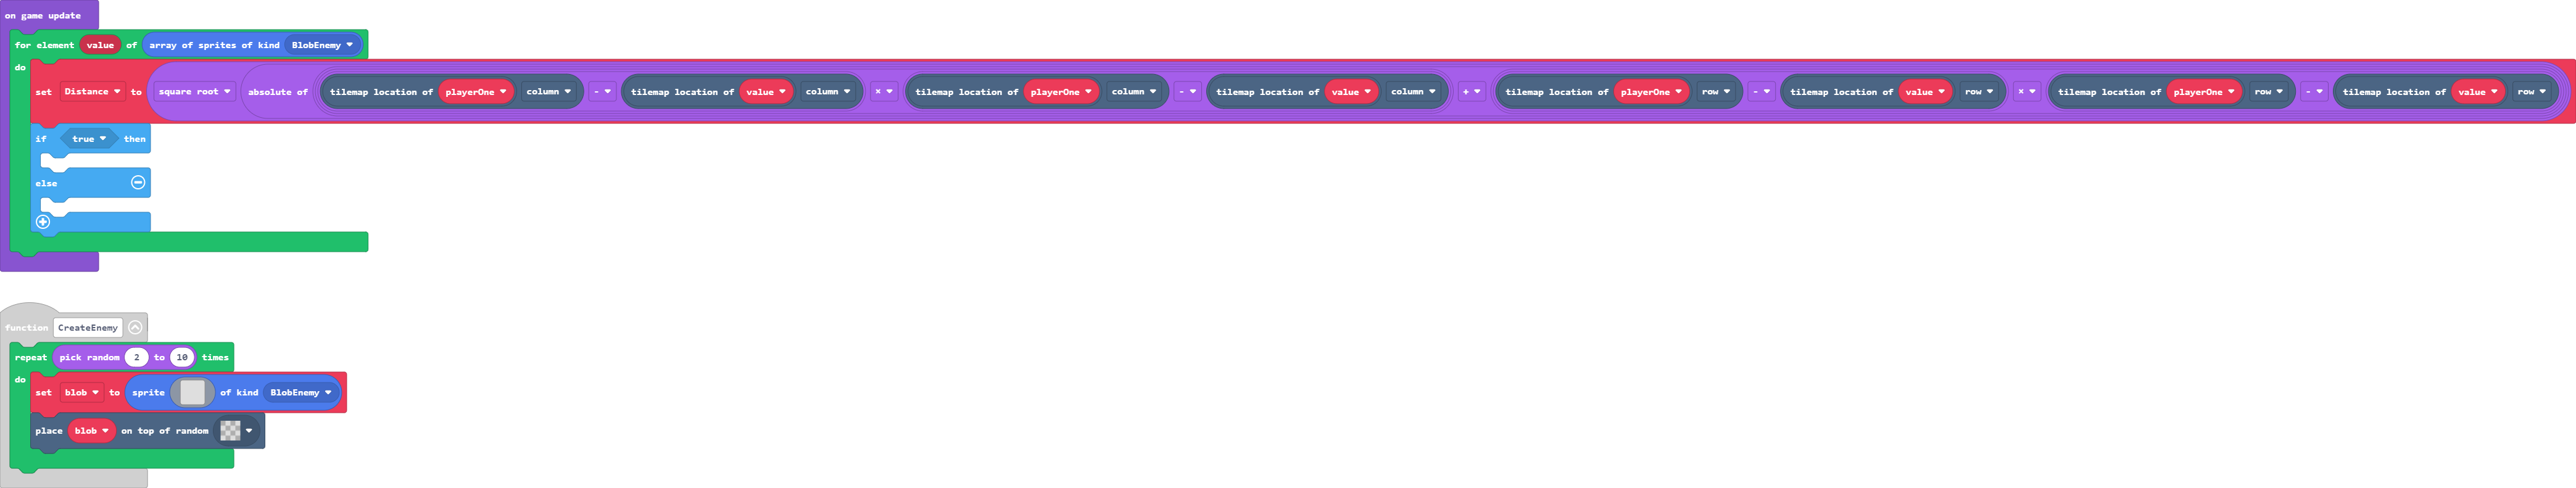 on game update
for element value of array of sprites of kind BlobEnemy
do
set Distance to square root absolute of tilemap location of playerOne column - tilemap location of value column × tilemap location of playerOne column - tilemap location of value column + tilemap location of playerOne row - tilemap location of value row × tilemap location of playerOne row - tilemap location of value row
if true then
else
function CreateEnemy
repeat pick random 2 to 10 times
do
set blob to sprite of kind BlobEnemy
place blob on top of random